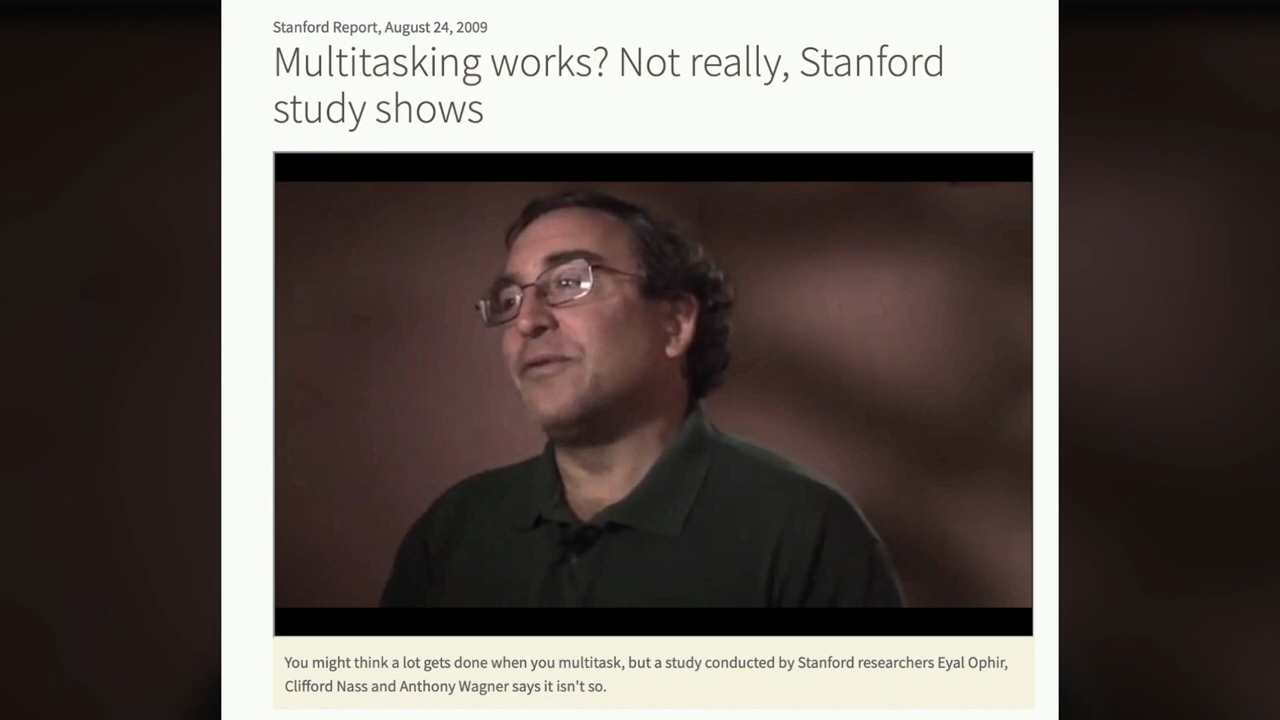 Stanford Report, August 24, 2009
Multitasking works? Not really, Stanford
study shows
You might think a lot gets done when you multitask, but a study conducted by Stanford researchers Eyal Ophir,
Clifford Nass and Anthony Wagner says it isn't so.